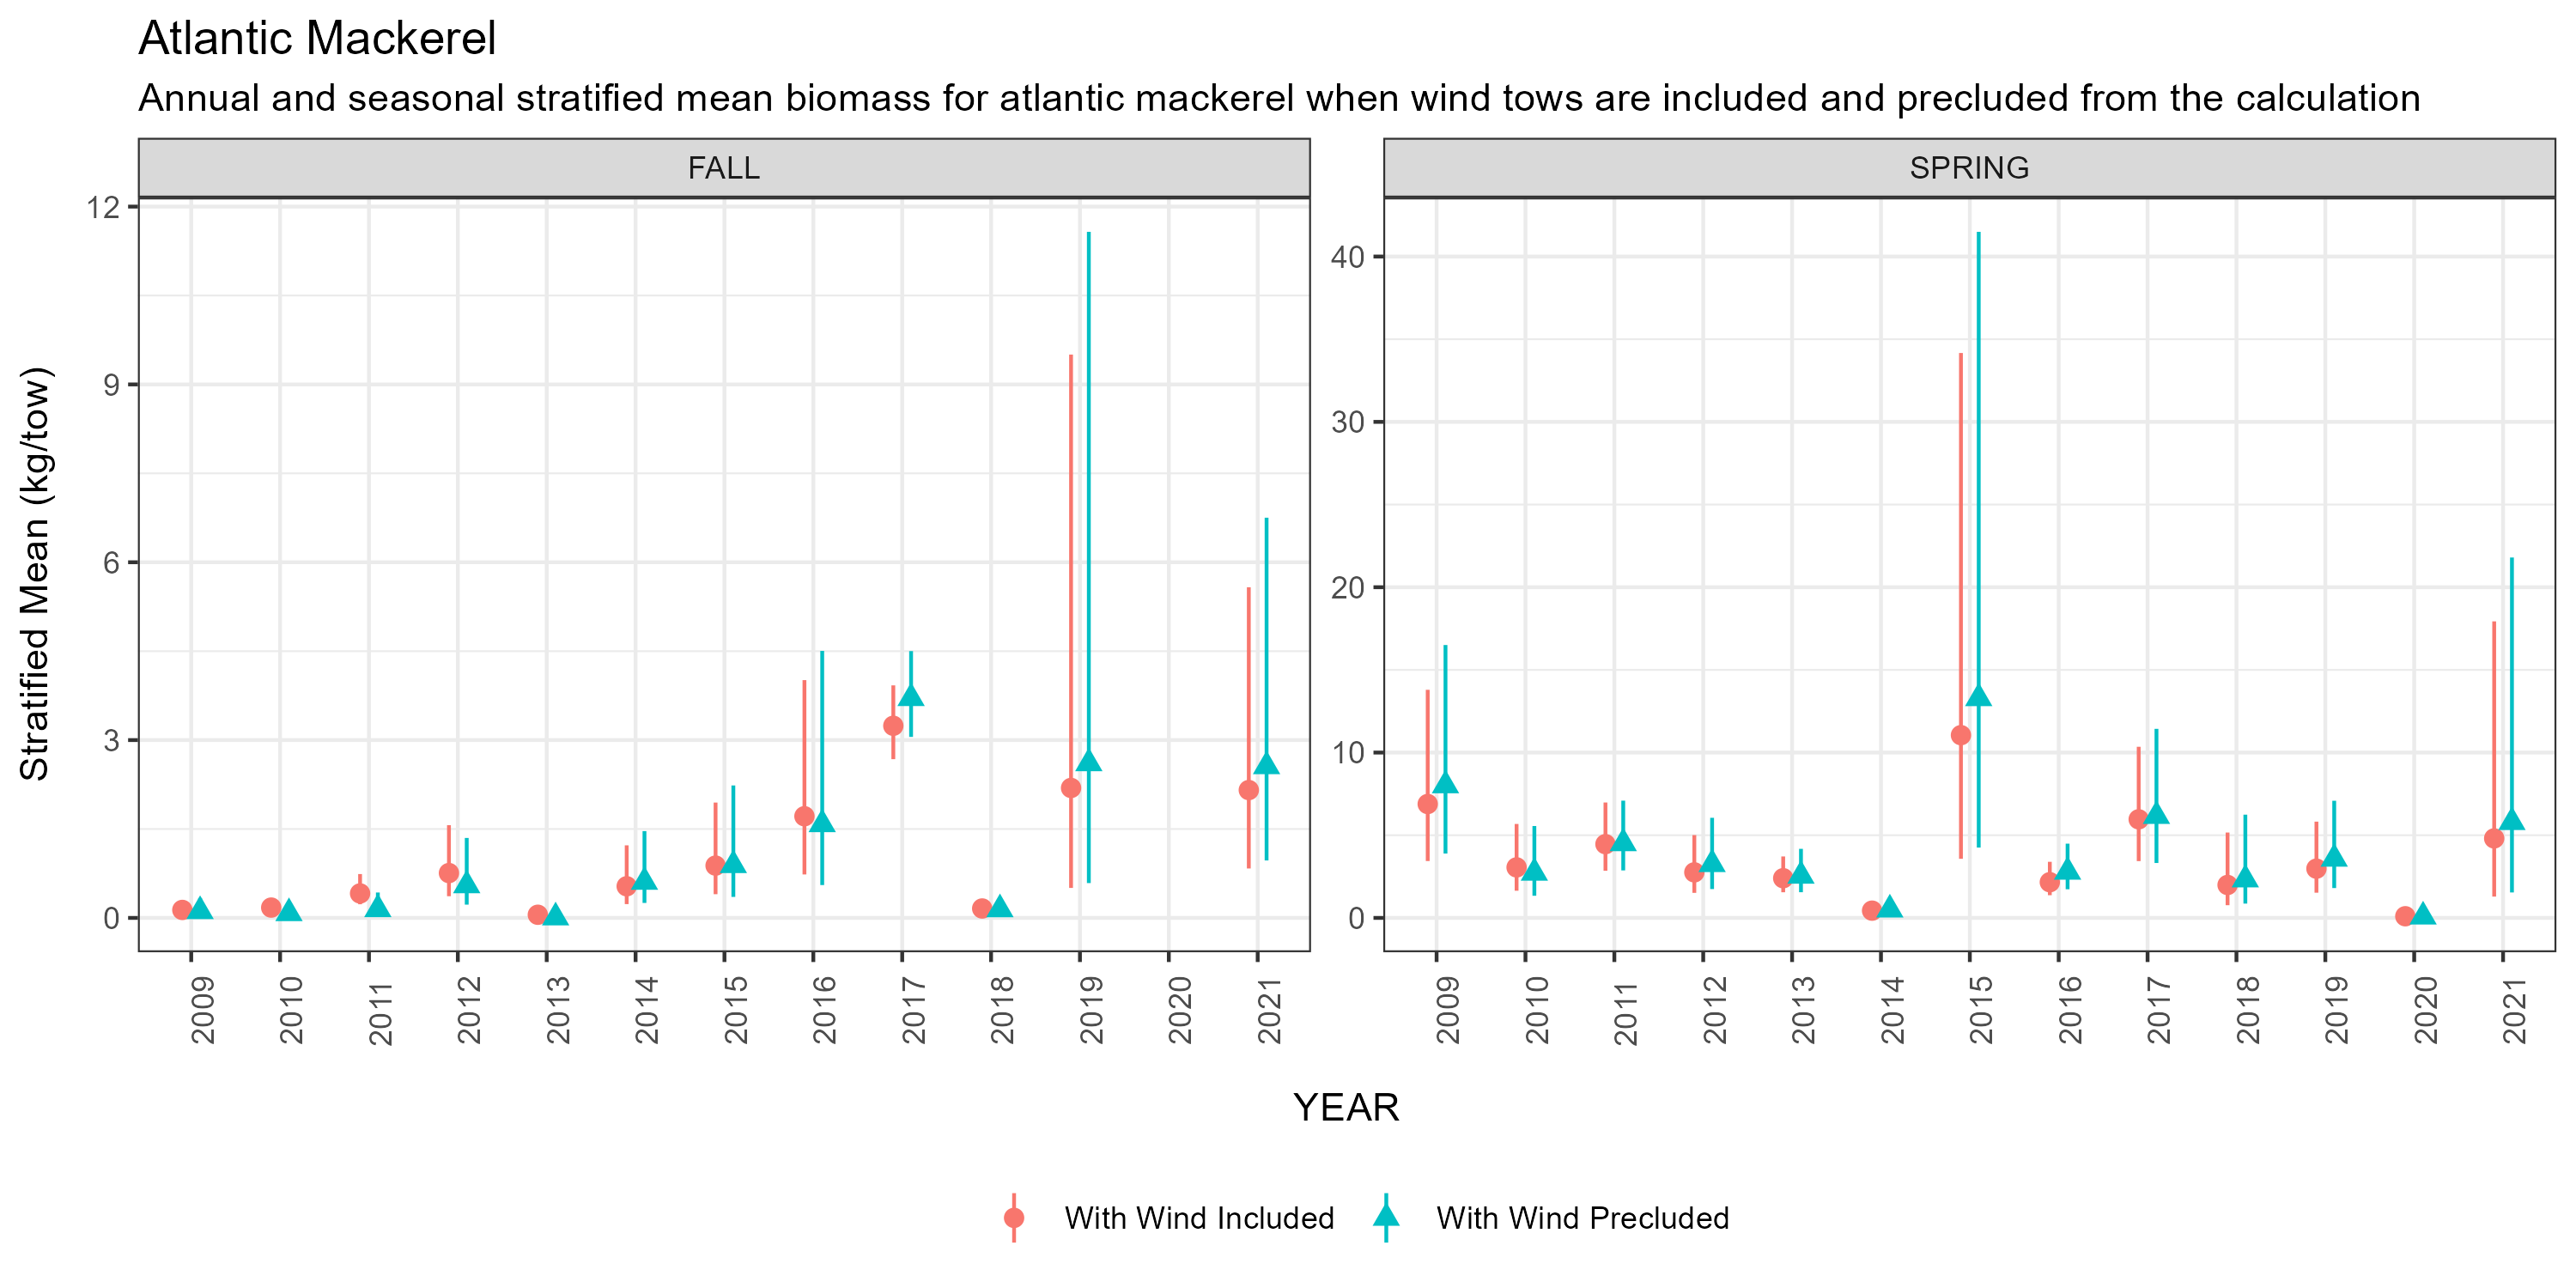 Atlantic Mackerel
Annual and seasonal stratified mean biomass for atlantic mackerel when wind tows are included and precluded from the calculation
FALL
SPRING
Stratified Mean (kg/tow)
12
9
6
3
0
40
30
20
10
0
2009 2010 2011 2012 2013 2014 2015 2016 2017 2018 2019 2020 2021
2009 2010 2011 2012 2013 2014 2015 2016 2017 2018 2019 2020 2021
YEAR
With Wind Included
With Wind Precluded